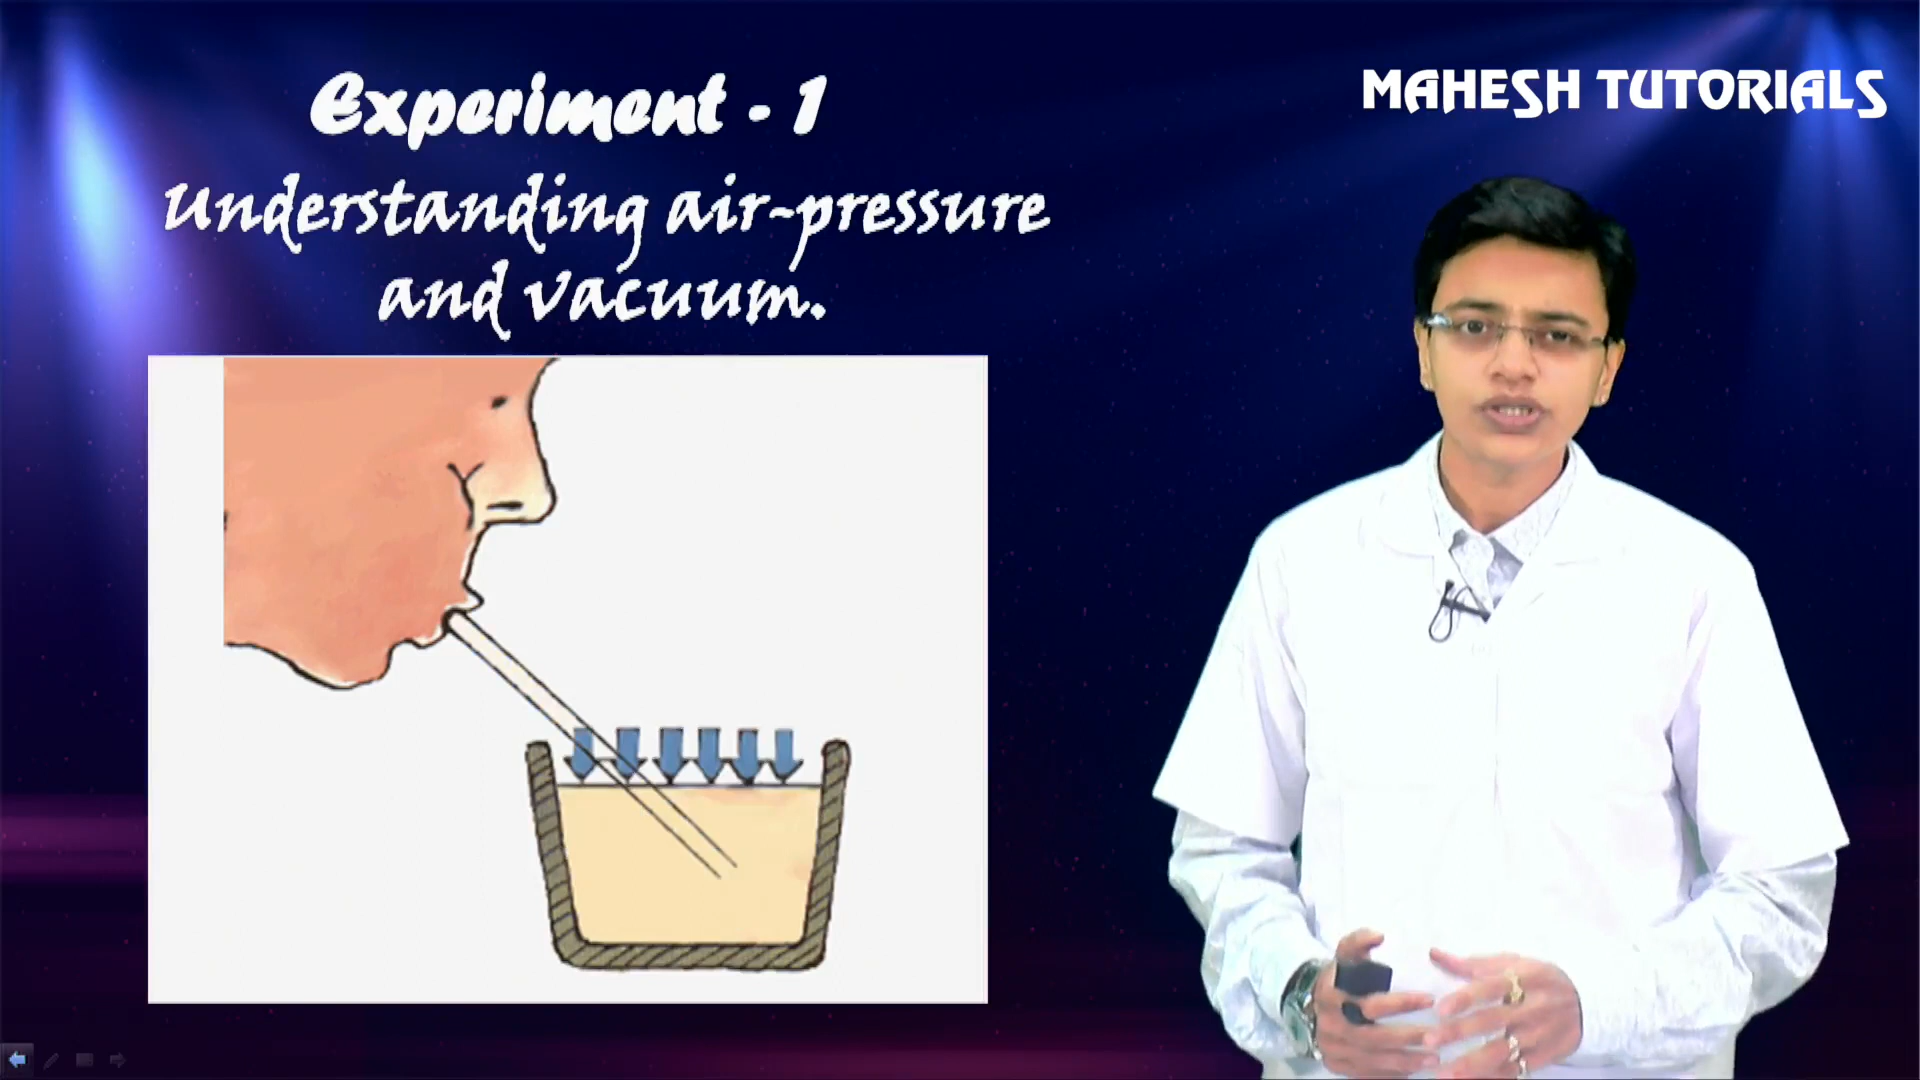 Experiment - 1
MAHESH TUTORIALS
Understanding air-pressure
and vacuum.